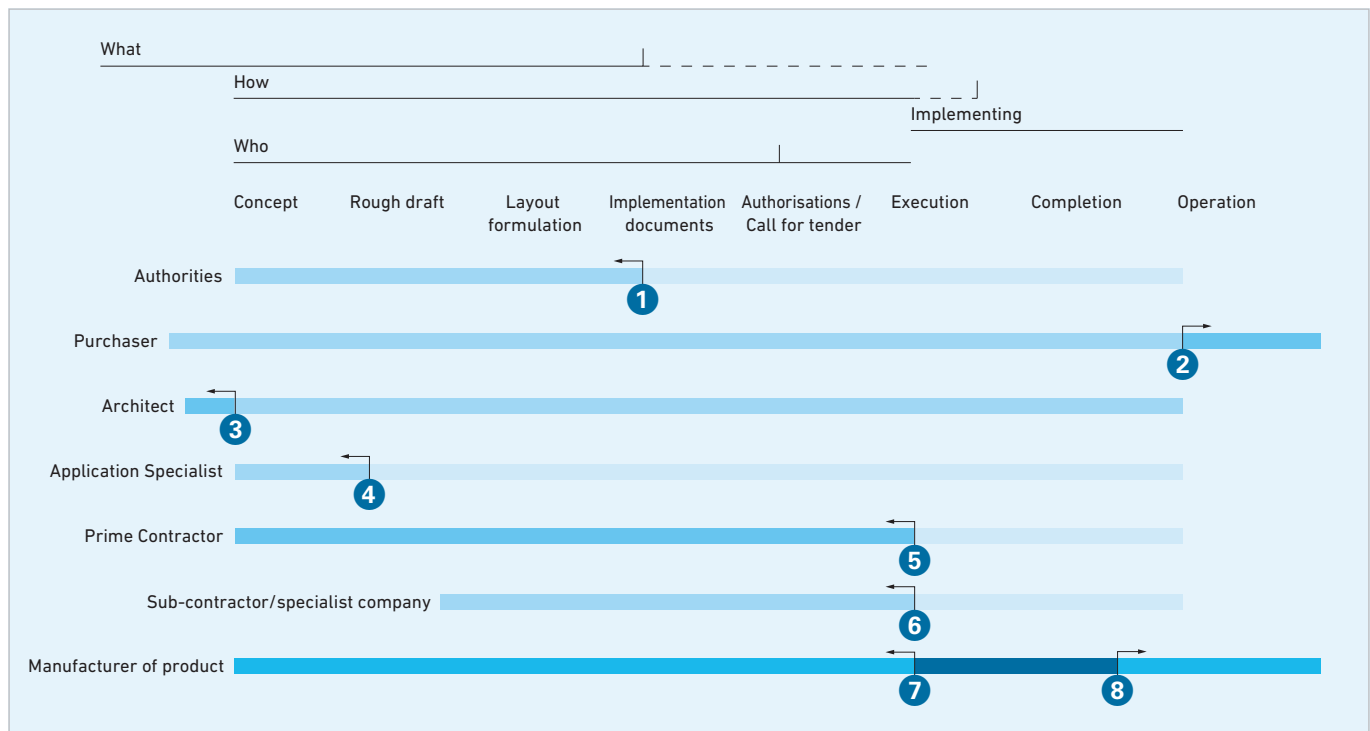 What
How
Implementing
Who
Concept
Rough draft
Layout
formulation
Implementation
documents
Authorisations /
Call for tender
Execution
Completion
Operation
Authorities
1
Purchaser
2
Architect
3
Application Specialist
4
Prime Contractor
5
Sub-contractor/specialist company
6
Manufacturer of product
7
8